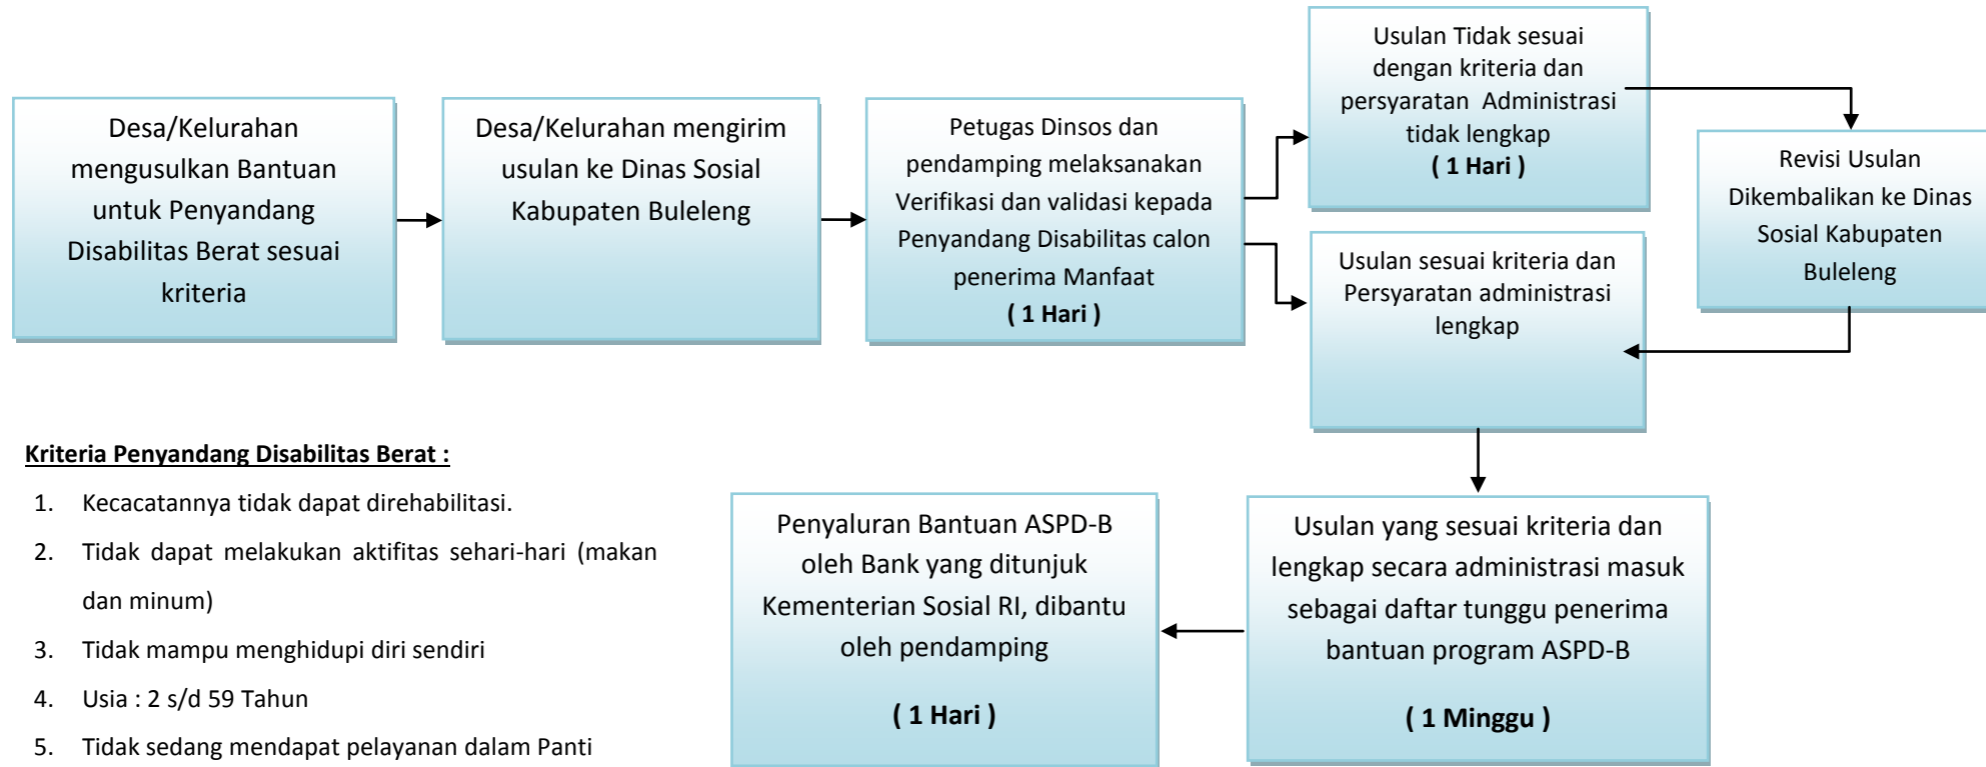 Desa/Kelurahan
mengusulkan Bantuan
untuk Penyandang
Disabilitas Berat sesuai
kriteria
Desa/Kelurahan mengirim
usulan ke Dinas Sosial
Kabupaten Buleleng
Petugas Dinsos dan
pendamping melaksanakan
Verifikasi dan validasi kepada
Penyandang Disabilitas calon
penerima Manfaat
( 1 Hari )
Usulan Tidak sesuai
dengan kriteria dan
persyaratan Administrasi
tidak lengkap
( 1 Hari )
Revisi Usulan
Dikembalikan ke Dinas
Sosial Kabupaten
Buleleng
Usulan sesuai kriteria dan
Persyaratan administrasi
lengkap
Usulan yang sesuai kriteria dan
lengkap secara administrasi masuk
sebagai daftar tunggu penerima
bantuan program ASPD-B
( 1 Minggu )
Penyaluran Bantuan ASPD-B
oleh Bank yang ditunjuk
Kementerian Sosial RI, dibantu
oleh pendamping
( 1 Hari )
Kriteria Penyandang Disabilitas Berat :
1. Kecacatannya tidak dapat direhabilitasi.
2. Tidak dapat melakukan aktifitas sehari-hari (makan
dan minum)
3. Tidak mampu menghidupi diri sendiri
4. Usia : 2 s/d 59 Tahun
5. Tidak sedang mendapat pelayanan dalam Panti